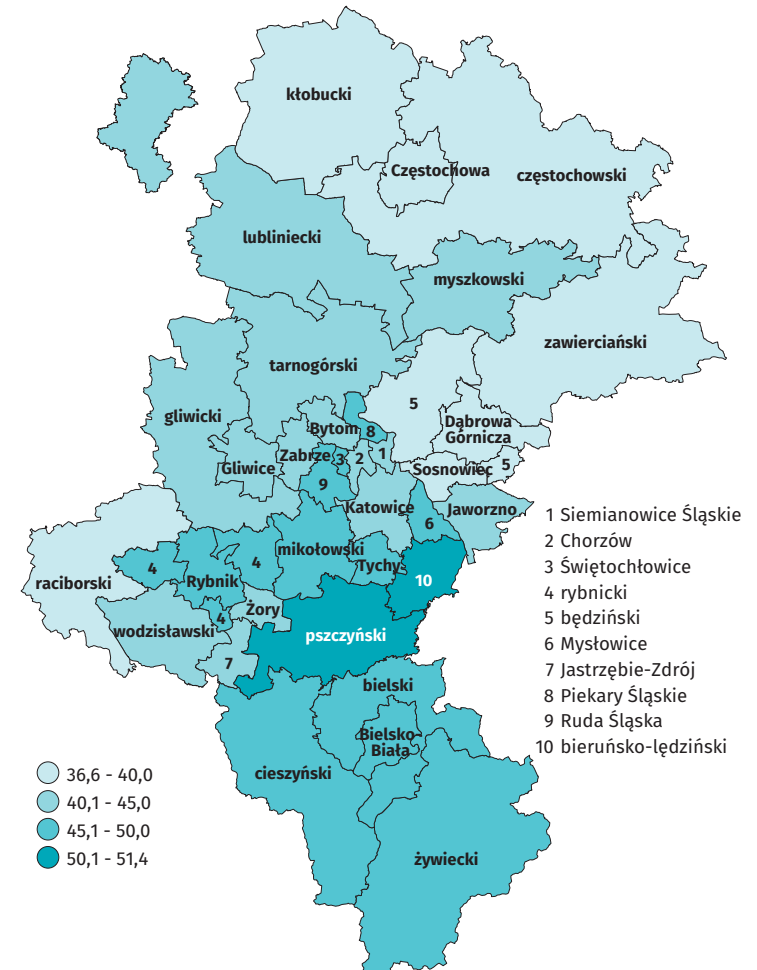 kłobucki
Częstochowa
częstochowski
lubliniecki
myszkowski
zawierciański
tarnogórski
5
gliwicki
Bytom
8
Dąbrowa
Górnicza
Zabrze
3
2
1
Gliwice
Sosnowiec
5
9
Katowice
Jaworzno
6
mikołowski
Tychy
10
raciborski
4
Rybnik
4
Żory
4
wodzisławski
pszczyński
7
bielski
Bielsko-
Biała
cieszyński
żywiecki
1 Siemianowice Śląskie
2 Chorzów
3 Świętochłowice
4 rybnicki
5 będziński
6 Mysłowice
7 Jastrzębie-Zdrój
8 Piekary Śląskie
9 Ruda Śląska
10 bieruńsko-lędziński
36,6 - 40,0
40,1 - 45,0
45,1 - 50,0
50,1 - 51,4